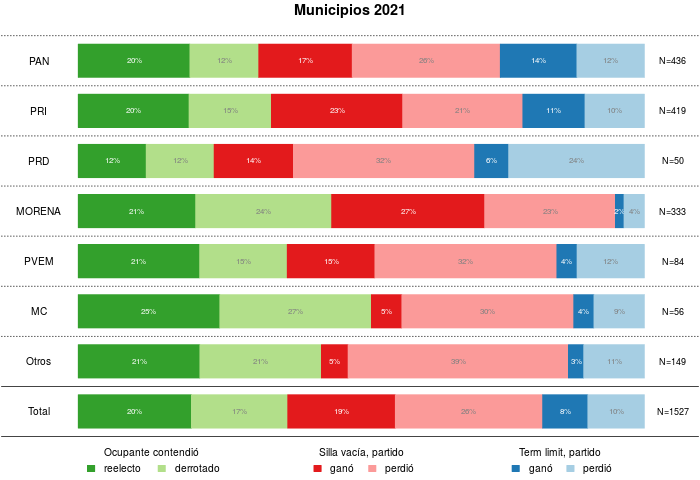 Municipios 2021
PAN 20% 12% 17% 26% 14% 12% N=436
PRI 20% 15% 23% 21% 11% 10% N=419
PRD 12% 12% 14% 32% 6% 24% N=50
MORENA 21% 24% 27% 23% 2% 4% N=333
PVEM 21% 15% 15% 32% 4% 12% N=84
MC 25% 27% 5% 30% 4% 9% N=56
Otros 21% 21% 5% 39% 3% 11% N=149
Total 20% 17% 19% 26% 8% 10% N=1527
Ocupante contendió Silla vacía, partido Term limit, partido
reelecto derrotado ganó perdió ganó perdió